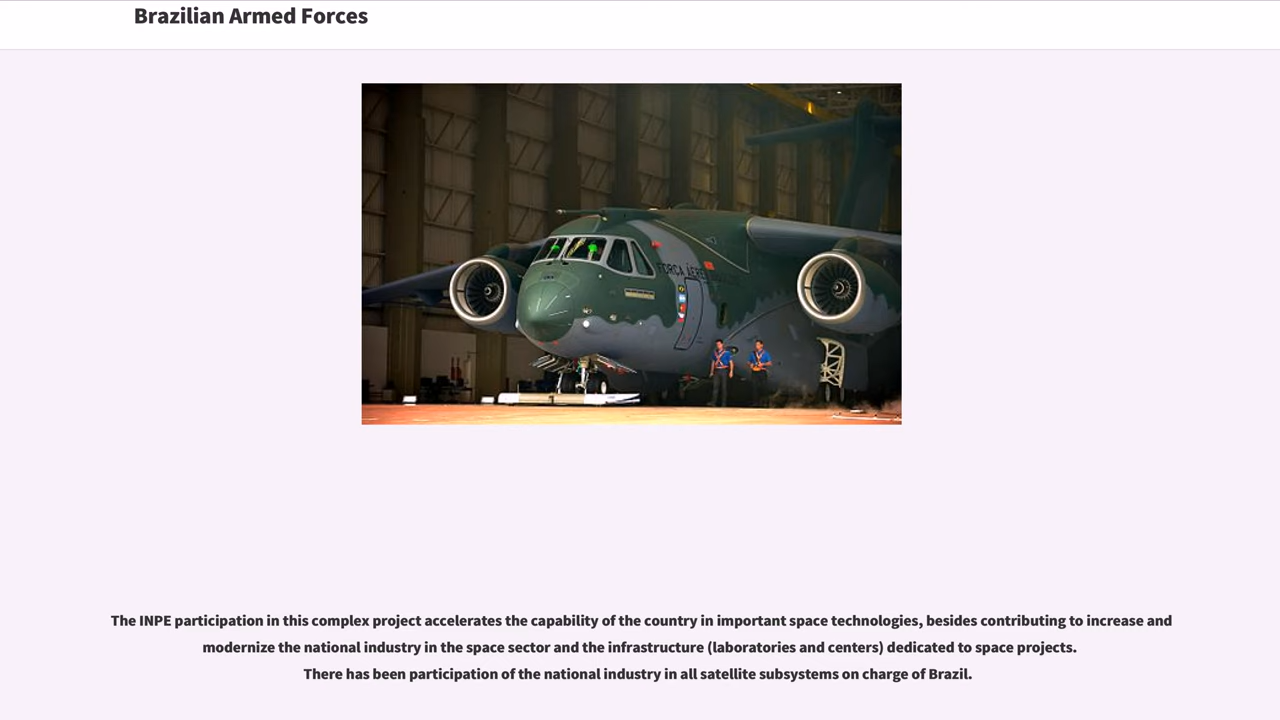 Brazilian Armed Forces
FORÇA AÉRE
The INPE participation in this complex project accelerates the capability of the country in important space technologies, besides contributing to increase and
modernize the national industry in the space sector and the infrastructure (laboratories and centers) dedicated to space projects.
There has been participation of the national industry in all satellite subsystems on charge of Brazil.